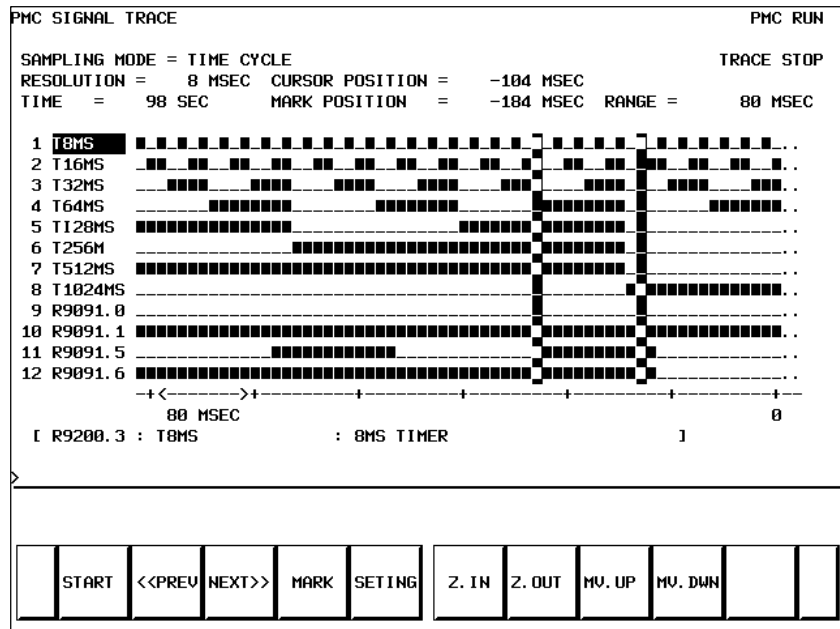 PMC SIGNAL TRACE PMC RUN
SAMPLING MODE = TIME CYCLE TRACE STOP
RESOLUTION = 8 MSEC CURSOR POSITION = -104 MSEC
TIME = 98 SEC MARK POSITION = -184 MSEC RANGE = 80 MSEC
1 T8MS
2 T16MS
3 T32MS
4 T64MS
5 TI28MS
6 T256M
7 T512MS
8 T1024MS
9 R9091.0
10 R9091.1
11 R9091.5
12 R9091.6
80 MSEC 0
[ R9200.3 : T8MS : 8MS TIMER ]
>
START <<PREV NEXT>> MARK SETING Z.IN Z.OUT MV.UP MV.DWN